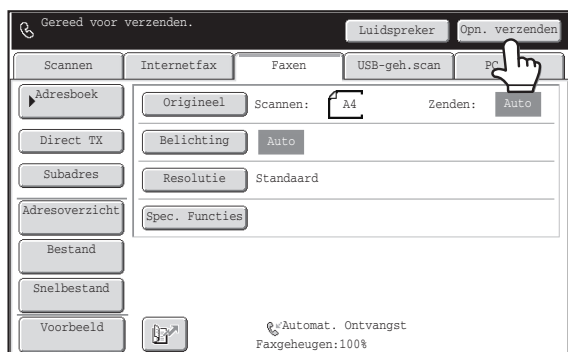 Gereed voor verzenden.
Luidspreker Opn. verzenden
Scannen Internetfax Faxen USB-geh.scan PC
Adresboek Origineel Scannen: A4 Zenden: Auto
Direct TX Belichting Auto
Subadres Resolutie Standaard
Adresoverzicht Spec. Functies
Bestand
Snelbestand
Voorbeeld Automat. Ontvangst
Faxgeheugen:100%